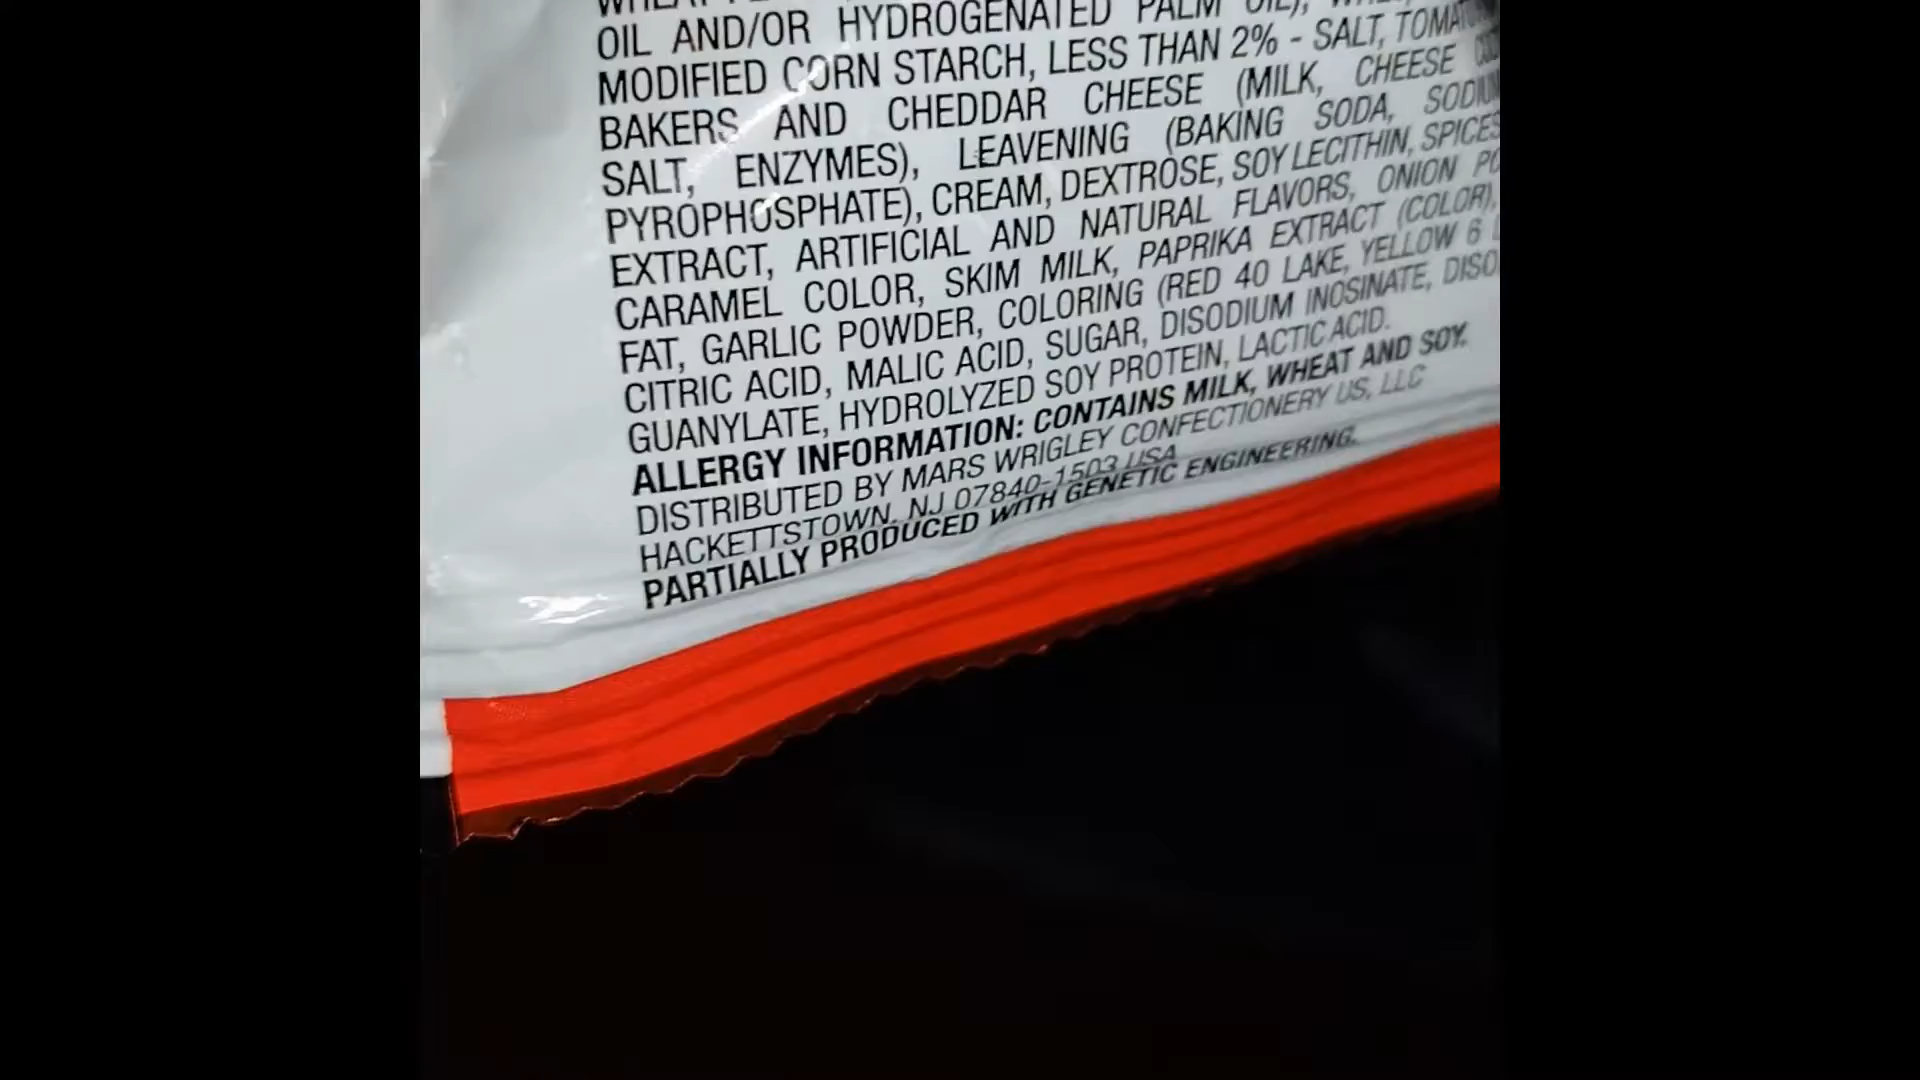 OIL AND/OR HYDROGENATED PALM OIL),
MODIFIED CORN STARCH, LESS THAN 2% - SALT,
BAKERS AND CHEDDAR CHEESE (MILK, CHEESE
SALT, ENZYMES), LEAVENING (BAKING SODA,
PYROPHOSPHATE), CREAM, DEXTROSE, SOY LECITHIN, SPICES
EXTRACT, ARTIFICIAL AND NATURAL FLAVORS, ONION
CARAMEL COLOR, SKIM MILK, PAPRIKA EXTRACT (COLOR),
FAT, GARLIC POWDER, COLORING (RED 40 LAKE, YELLOW 6
CITRIC ACID, MALIC ACID, SUGAR, DISODIUM INOSINATE,
GUANYLATE, HYDROLYZED SOY PROTEIN, LACTIC ACID.
ALLERGY INFORMATION: CONTAINS MILK, WHEAT AND SOY.
DISTRIBUTED BY MARS WRIGLEY CONFECTIONERY US, LLC
HACKETTSTOWN, NJ 07840-1503 USA
PARTIALLY PRODUCED WITH GENETIC ENGINEERING.